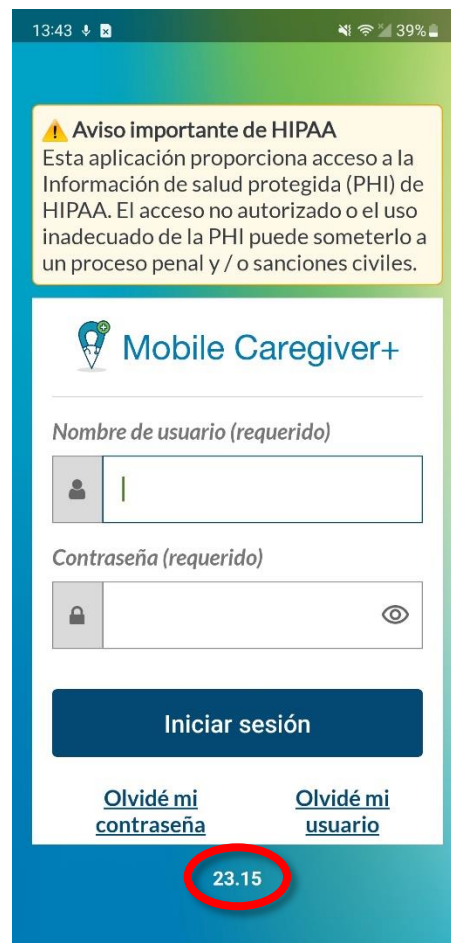 13:43 39%
Aviso importante de HIPAA
Esta aplicación proporciona acceso a la
Información de salud protegida (PHI) de
HIPAA. El acceso no autorizado o el uso
inadecuado de la PHI puede someterlo a
un proceso penal y / o sanciones civiles.
Mobile Caregiver+
Nombre de usuario (requerido)
Contraseña (requerido)
Iniciar sesión
Olvidé mi
contraseña
Olvidé mi
usuario
23.15